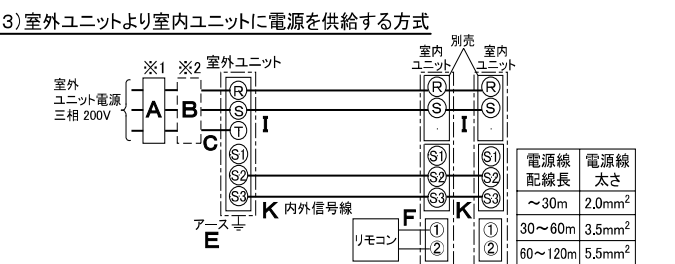 3)室外ユニットより室内ユニットに電源を供給する方式
※1 ※2 室外ユニット
室内
ユニット
別売
室内
ユニット
室外
ユニット電源
三相 200V
A
B
C
R
S
T
S1
S2
S3
I
K 内外信号線
アース
E
リモコン
F
R
S
S1
S2
S3
①
②
I
K
R
S
S1
S2
S3
①
②
電源線
配線長
電源線
太さ
~30m 2.0mm²
30~60m 3.5mm²
60~120m 5.5mm²